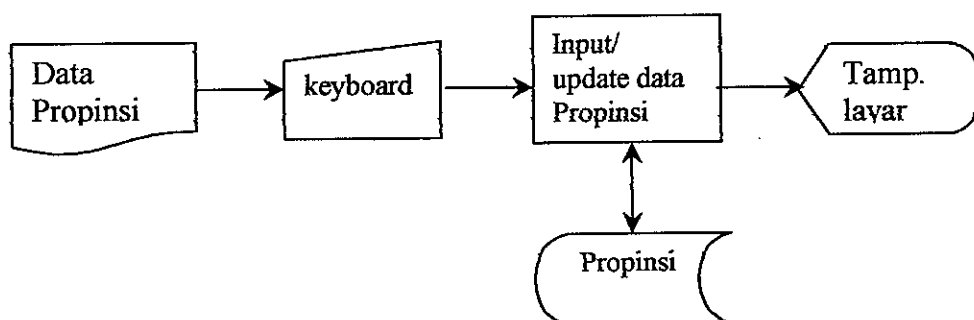 Data
Propinsi
keyboard
Input/
update data
Propinsi
Tamp.
layar
Propinsi